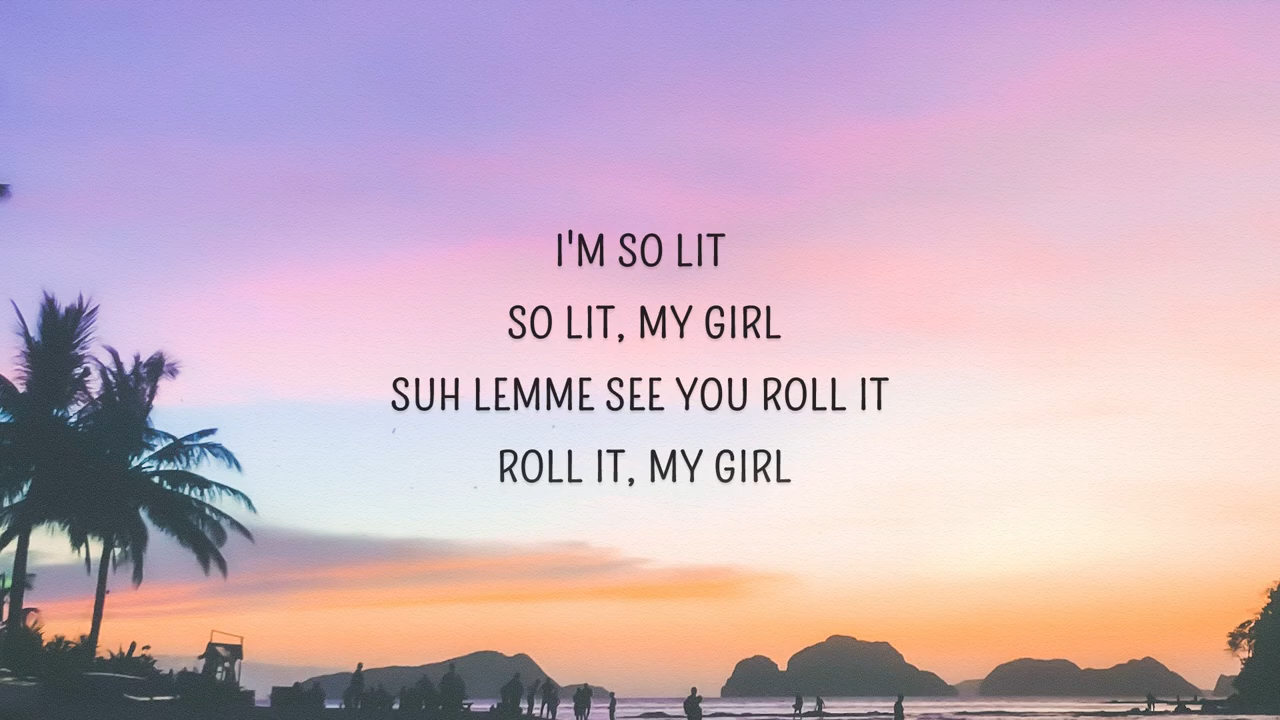 I'M SO LIT
SO LIT, MY GIRL
SUH LEMME SEE YOU ROLL IT
ROLL IT, MY GIRL